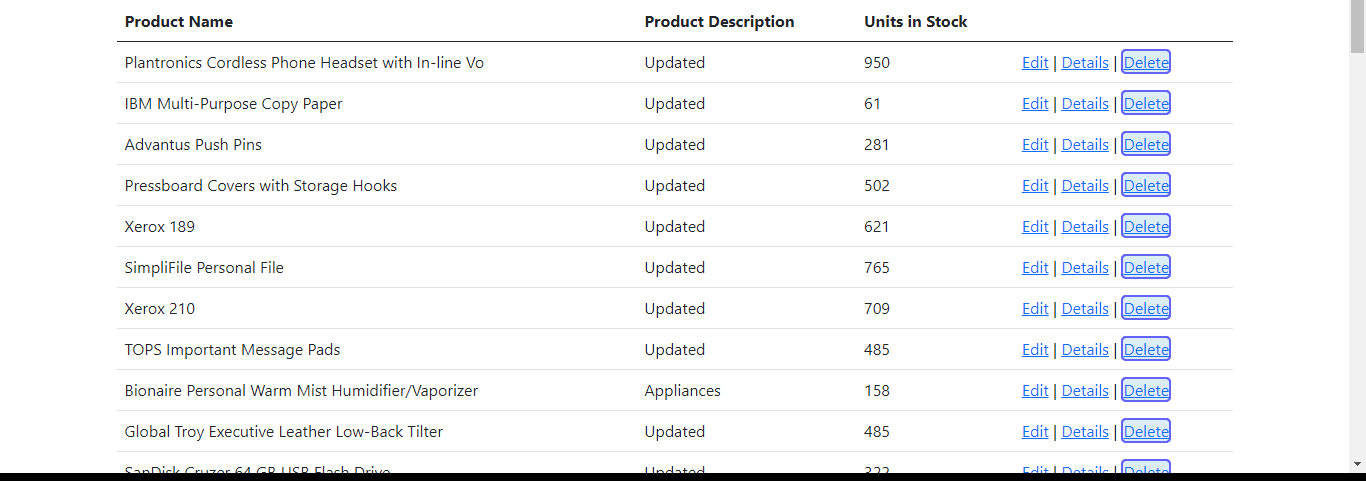 Product Name Product Description Units in Stock
Plantronics Cordless Phone Headset with In-line Vo Updated 950 Edit | Details | Delete
IBM Multi-Purpose Copy Paper Updated 61 Edit | Details | Delete
Advantus Push Pins Updated 281 Edit | Details | Delete
Pressboard Covers with Storage Hooks Updated 502 Edit | Details | Delete
Xerox 189 Updated 621 Edit | Details | Delete
SimpliFile Personal File Updated 765 Edit | Details | Delete
Xerox 210 Updated 709 Edit | Details | Delete
TOPS Important Message Pads Updated 485 Edit | Details | Delete
Bionaire Personal Warm Mist Humidifier/Vaporizer Appliances 158 Edit | Details | Delete
Global Troy Executive Leather Low-Back Tilter Updated 485 Edit | Details | Delete
SanDisk Cruzer 64 GB USB Flash Drive Updated 322 Edit | Details | Delete